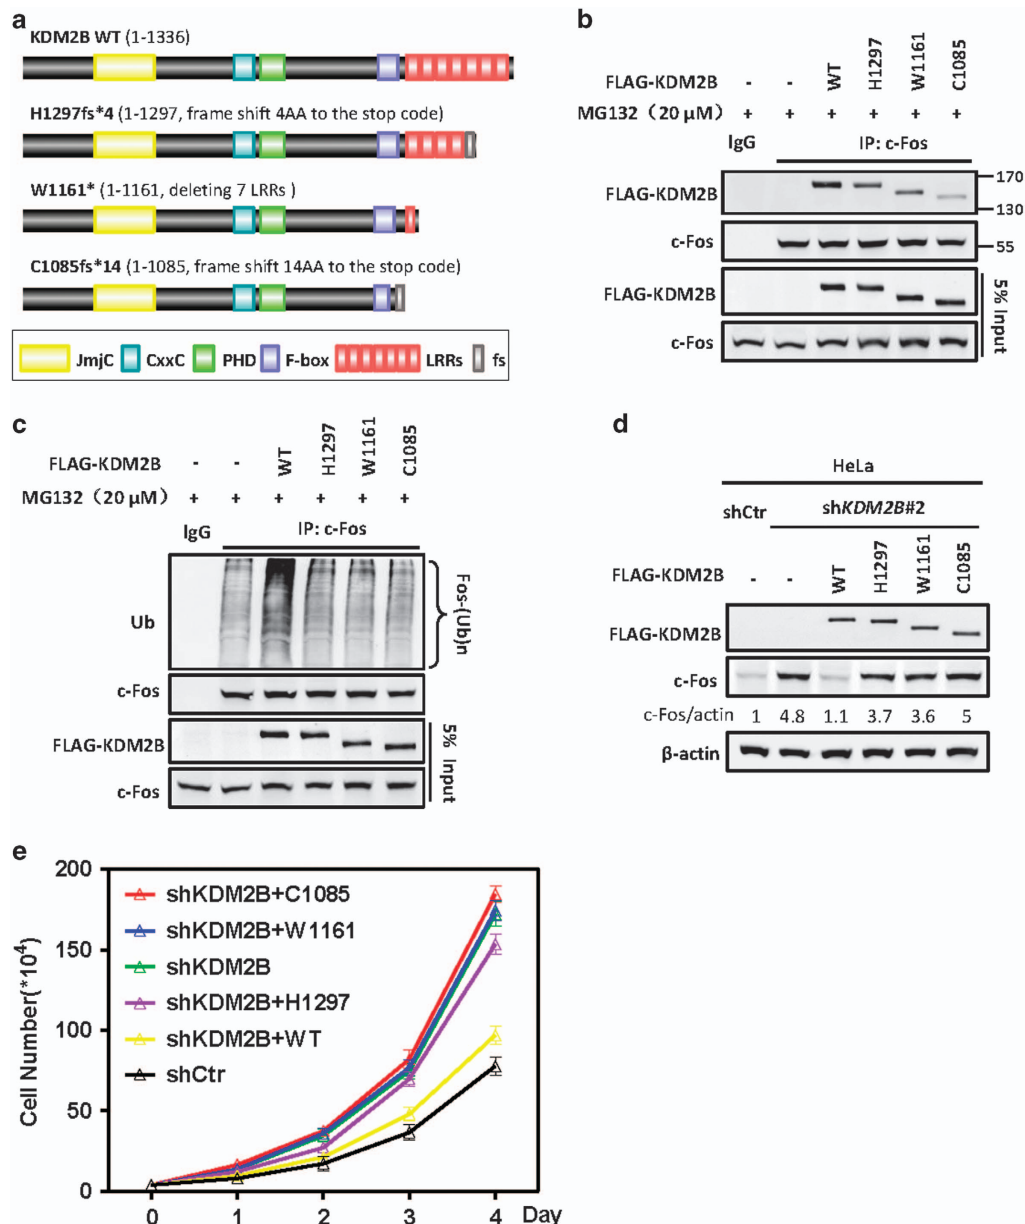 a
KDM2B WT (1-1336)
H1297fs*4 (1-1297, frame shift 4AA to the stop code)
W1161* (1-1161, deleting 7 LRRs )
C1085fs*14 (1-1085, frame shift 14AA to the stop code)
JmjC CxxC PHD F-box LRRs fs
b
FLAG-KDM2B - - WT H1297 W1161 C1085
MG132（20 µM） + + + + + +
IgG IP: c-Fos
FLAG-KDM2B 170
130
c-Fos 55
FLAG-KDM2B
c-Fos
5% Input
c
FLAG-KDM2B - - WT H1297 W1161 C1085
MG132（20 µM） + + + + + +
IgG IP: c-Fos
Ub Fos-(Ub)n
c-Fos
FLAG-KDM2B
c-Fos
5% Input
d
HeLa
shCtr shKDM2B#2
FLAG-KDM2B - - WT H1297 W1161 C1085
FLAG-KDM2B
c-Fos
c-Fos/actin 1 4.8 1.1 3.7 3.6 5
β-actin
e
Cell Number(*10⁴)
200
150
100
50
0
shKDM2B+C1085
shKDM2B+W1161
shKDM2B
shKDM2B+H1297
shKDM2B+WT
shCtr
0 1 2 3 Day 4